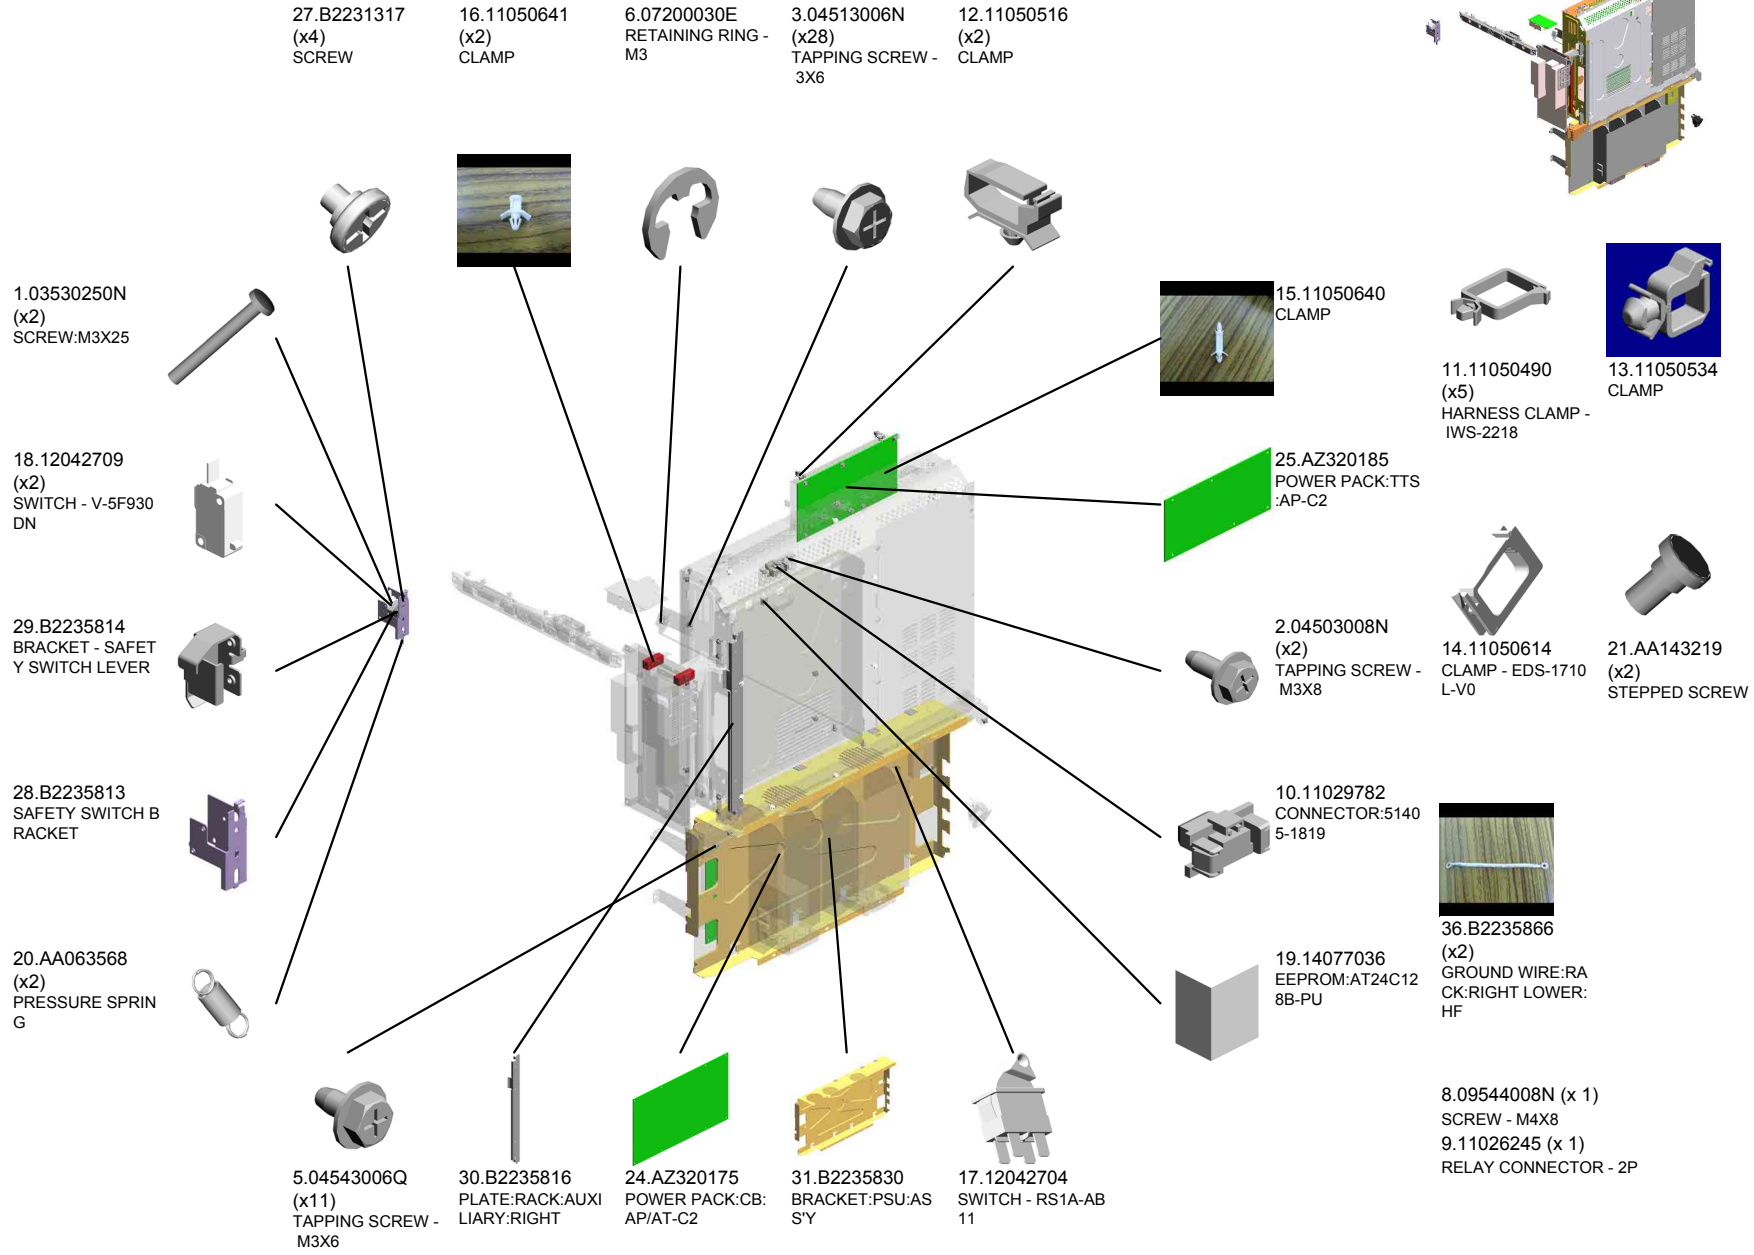 27.B2231317
(x4)
SCREW
16.11050641
(x2)
CLAMP
6.07200030E
RETAINING RING -
M3
3.04513006N
(x28)
TAPPING SCREW -
3X6
12.11050516
(x2)
CLAMP
1.03530250N
(x2)
SCREW:M3X25
15.11050640
CLAMP
11.11050490
(x5)
HARNESS CLAMP -
IWS-2218
13.11050534
CLAMP
18.12042709
(x2)
SWITCH - V-5F930
DN
25.AZ320185
POWER PACK:TTS
:AP-C2
29.B2235814
BRACKET - SAFET
Y SWITCH LEVER
2.04503008N
(x2)
TAPPING SCREW -
M3X8
14.11050614
CLAMP - EDS-1710
L-V0
21.AA143219
(x2)
STEPPED SCREW
28.B2235813
SAFETY SWITCH B
RACKET
10.11029782
CONNECTOR:5140
5-1819
36.B2235866
(x2)
GROUND WIRE:RA
CK:RIGHT LOWER:
HF
20.AA063568
(x2)
PRESSURE SPRIN
G
19.14077036
EEPROM:AT24C12
8B-PU
8.09544008N (x 1)
SCREW - M4X8
9.11026245 (x 1)
RELAY CONNECTOR - 2P
5.04543006Q
(x11)
TAPPING SCREW -
M3X6
30.B2235816
PLATE:RACK:AUXI
LIARY:RIGHT
24.AZ320175
POWER PACK:CB:
AP/AT-C2
31.B2235830
BRACKET:PSU:AS
S'Y
17.12042704
SWITCH - RS1A-AB
11